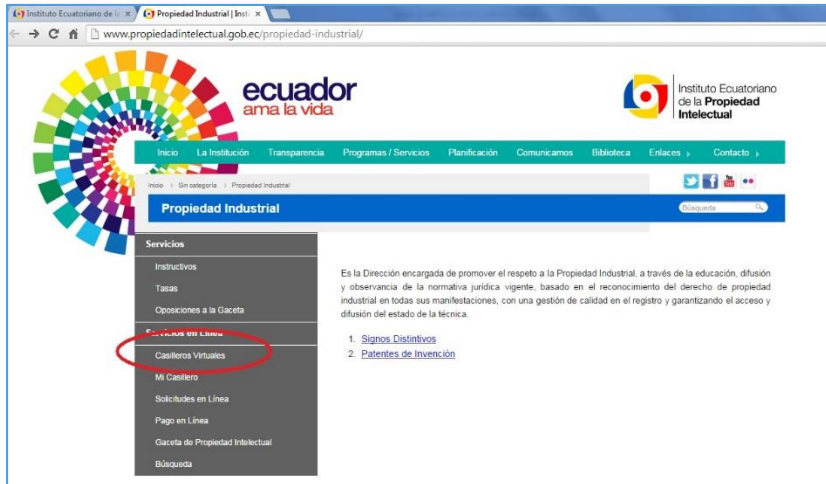 Instituto Ecuatoriano de la
Propiedad Industrial | Insti
www.propiedadintelectual.gob.ec/propiedad-industrial/
ecuador
ama la vida
Instituto Ecuatoriano
de la Propiedad
Intelectual
Inicio La Institución Transparencia Programas / Servicios Planificación Comunicamos Biblioteca Enlaces Contacto
Inicio > Sin categoría > Propiedad Industrial
You Tube
Propiedad Industrial
Búsqueda
Servicios
Instructivos
Tasas
Oposiciones a la Gaceta
Servicios en Línea
Casilleros Virtuales
Mi Casillero
Solicitudes en Línea
Pago en Línea
Gaceta de Propiedad Intelectual
Búsqueda
Es la Dirección encargada de promover el respeto a la Propiedad Industrial, a través de la educación, difusión
y observancia de la normativa jurídica vigente, basado en el reconocimiento del derecho de propiedad
industrial en todas sus manifestaciones, con una gestión de calidad en el registro y garantizando el acceso y
difusión del estado de la técnica.
1. Signos Distintivos
2. Patentes de Invención